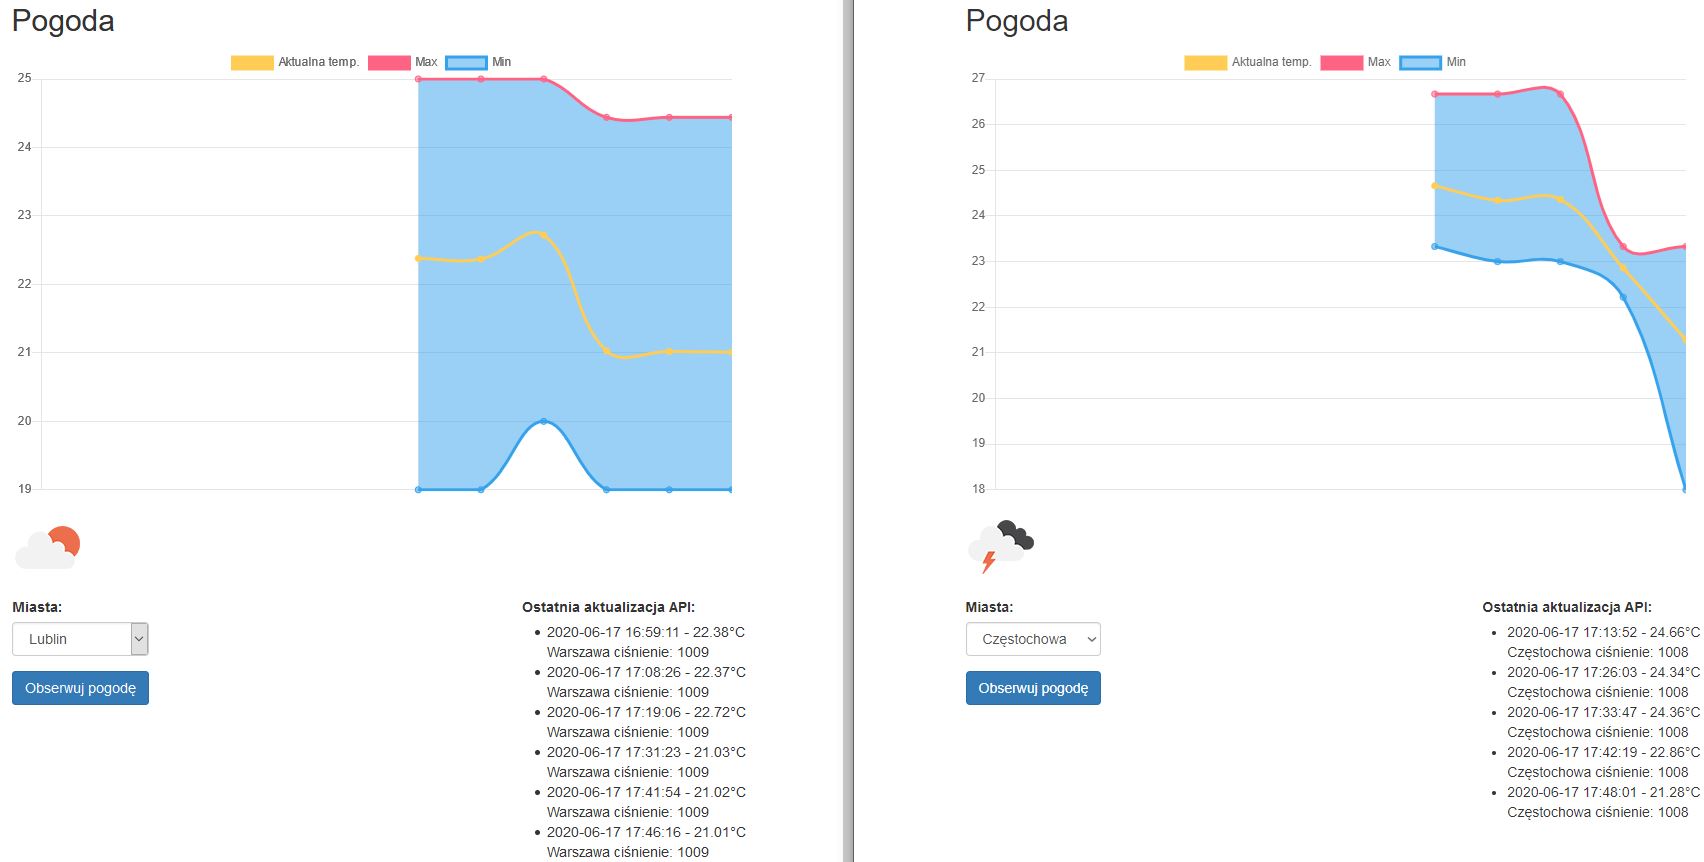 Pogoda
Aktualna temp. Max Min
25
24
23
22
21
20
19
Miasta:
Lublin
Obserwuj pogodę
Ostatnia aktualizacja API:
2020-06-17 16:59:11 - 22.38°C
Warszawa ciśnienie: 1009
2020-06-17 17:08:26 - 22.37°C
Warszawa ciśnienie: 1009
2020-06-17 17:19:06 - 22.72°C
Warszawa ciśnienie: 1009
2020-06-17 17:31:23 - 21.03°C
Warszawa ciśnienie: 1009
2020-06-17 17:41:54 - 21.02°C
Warszawa ciśnienie: 1009
2020-06-17 17:46:16 - 21.01°C
Warszawa ciśnienie: 1009
Pogoda
Aktualna temp. Max Min
27
26
25
24
23
22
21
20
19
18
Miasta:
Częstochowa
Obserwuj pogodę
Ostatnia aktualizacja API:
2020-06-17 17:13:52 - 24.66°C
Częstochowa ciśnienie: 1008
2020-06-17 17:26:03 - 24.34°C
Częstochowa ciśnienie: 1008
2020-06-17 17:33:47 - 24.36°C
Częstochowa ciśnienie: 1008
2020-06-17 17:42:19 - 22.86°C
Częstochowa ciśnienie: 1008
2020-06-17 17:48:01 - 21.28°C
Częstochowa ciśnienie: 1008